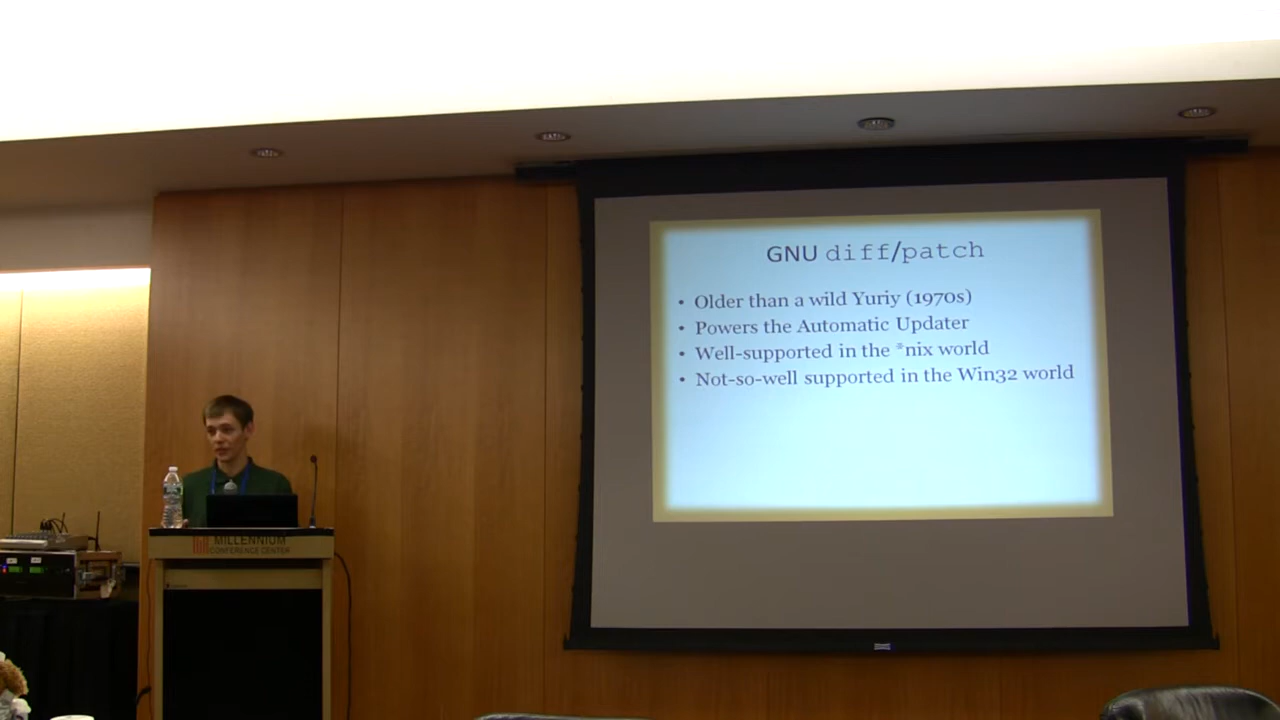 GNU diff/patch
• Older than a wild Yuriy (1970s)
• Powers the Automatic Updater
• Well-supported in the *nix world
• Not-so-well supported in the Win32 world
MILLENNIUM
CONFERENCE CENTER